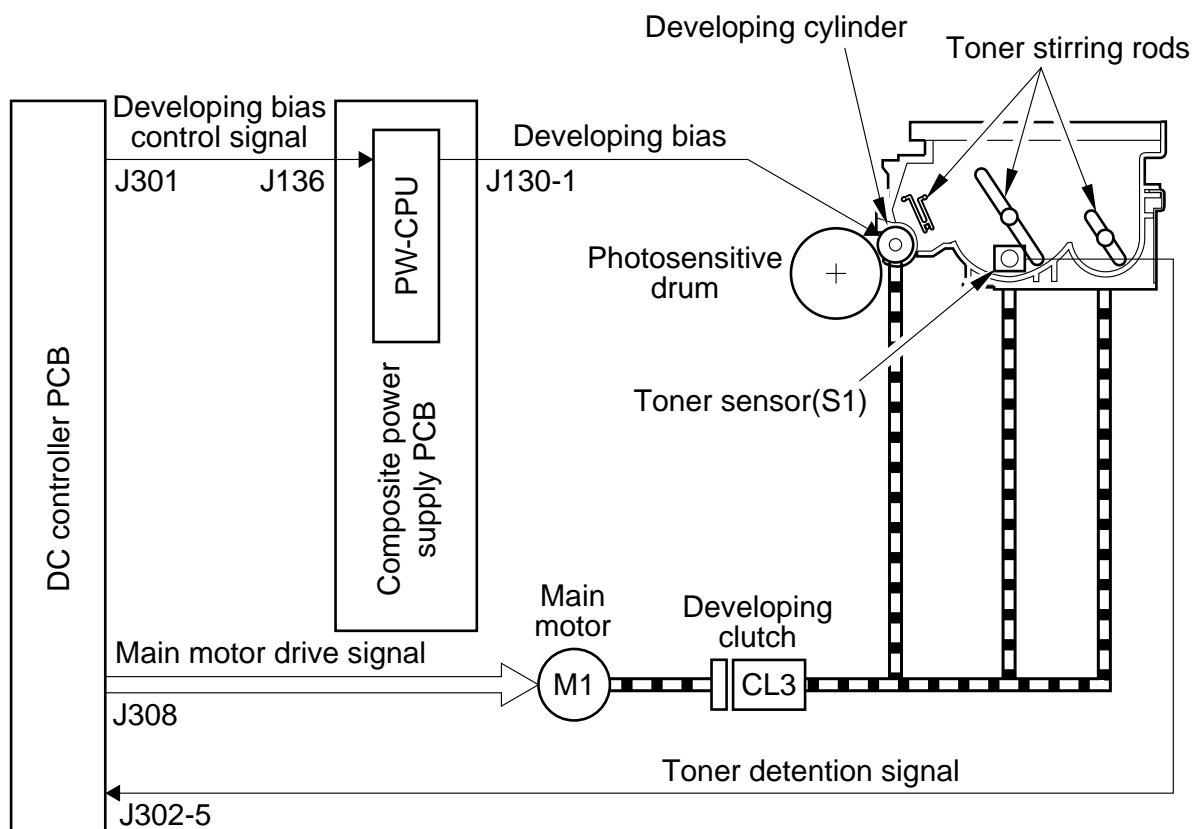 Developing cylinder
Toner stirring rods
Developing bias
control signal
Developing bias
J301
J136
J130-1
PW-CPU
Photosensitive
drum
DC controller PCB
Composite power
supply PCB
Toner sensor(S1)
Main
motor
Developing
clutch
Main motor drive signal
M1
CL3
J308
Toner detention signal
J302-5